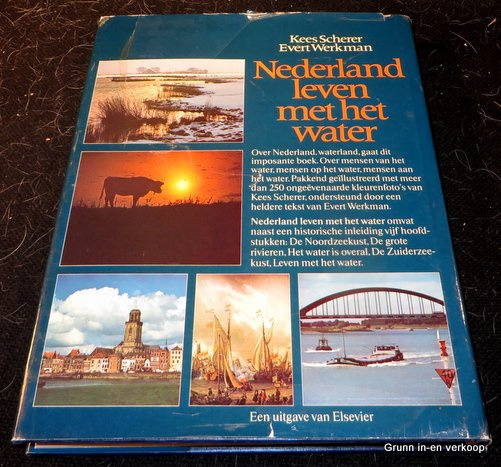 Kees Scherer
Evert Werkman
Nederland
leven
met het
water
Over Nederland, waterland, gaat dit
imposante boek. Over mensen van het
water, mensen op het water, mensen aan
het water. Pakkend geïllustreerd met meer
dan 250 ongeëvenaarde kleurenfoto's van
Kees Scherer, ondersteund door een
heldere tekst van Evert Werkman.
Nederland leven met het water omvat
naast een historische inleiding vijf hoofd-
stukken: De Noordzeekust, De grote
rivieren, Het water is overal, De Zuiderzee-
kust, Leven met het water.
Een uitgave van Elsevier
Grunn in-en verkoop